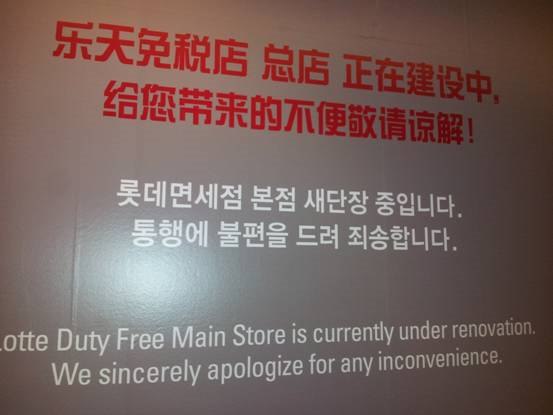 乐天免税店 总店 正在建设中,
给您带来的不便敬请谅解!
롯데면세점 본점 새단장 중입니다.
통행에 불편을 드려 죄송합니다.
Lotte Duty Free Main Store is currently under renovation.
We sincerely apologize for any inconvenience.